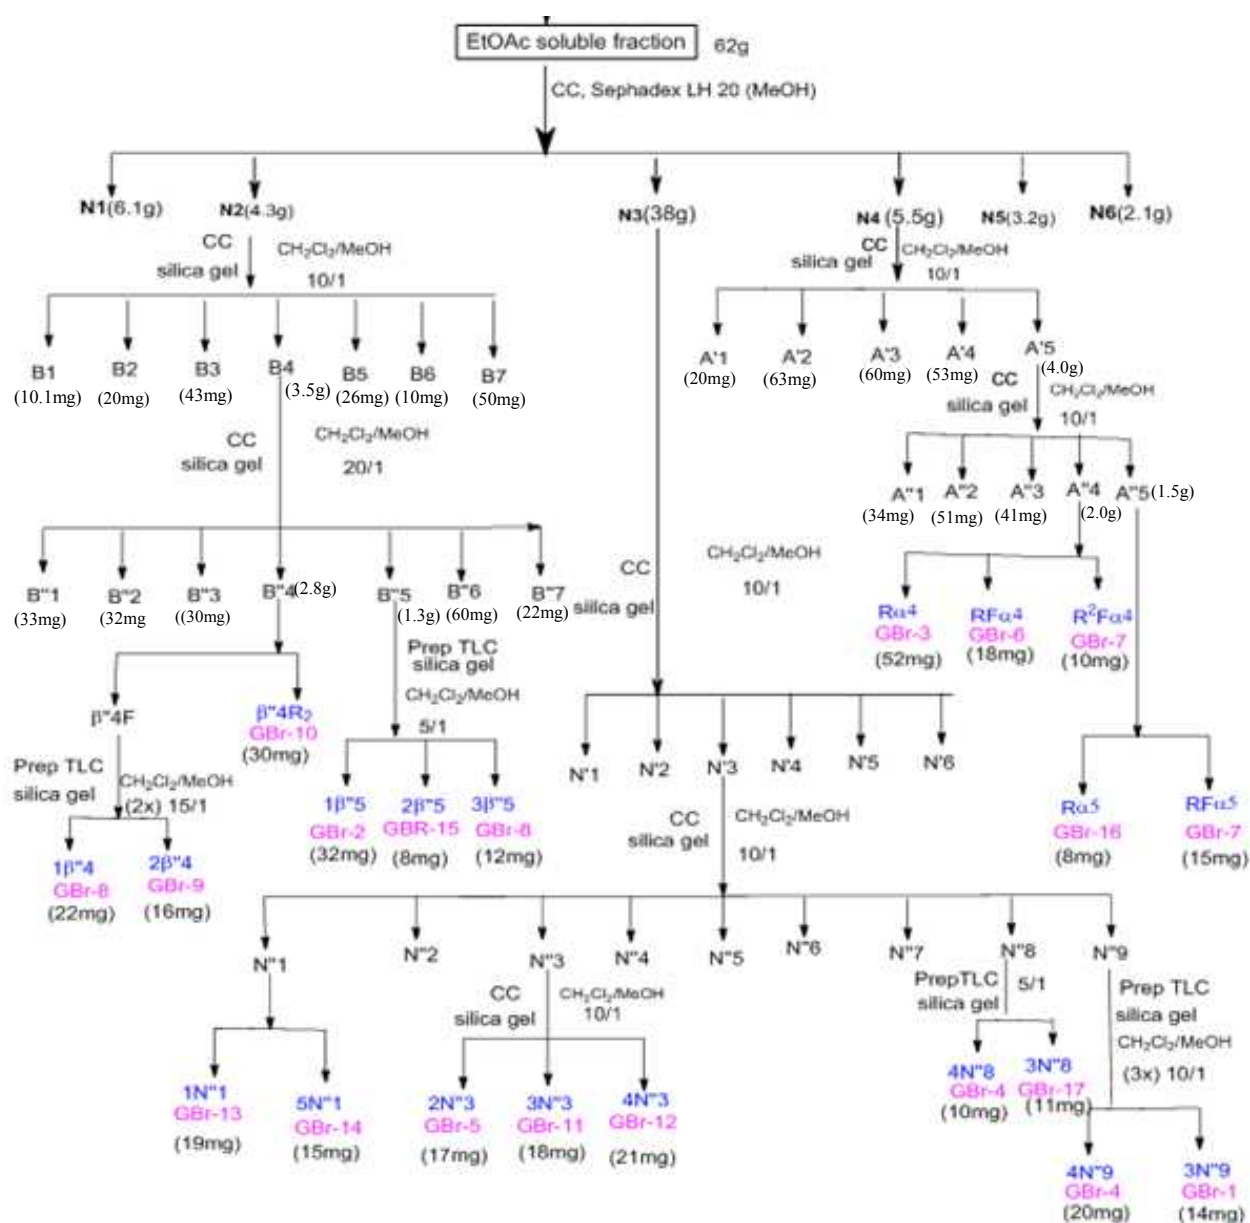 EtOAc soluble fraction 62g
CC, Sephadex LH 20 (MeOH)
N1(6.1g) N2(4.3g) N3(38g) N4 (5.5g) N5(3.2g) N6(2.1g)
CC
silica gel
CH2Cl2/MeOH
10/1
CC
silica gel
CH2Cl2/MeOH
10/1
B1 B2 B3 B4 B5 B6 B7
(10.1mg) (20mg) (43mg) (3.5g) (26mg) (10mg) (50mg)
A'1 A'2 A'3 A'4 A'5
(20mg) (63mg) (60mg) (53mg) (4.0g)
CC
silica gel
CH2Cl2/MeOH
20/1
CC
silica gel
CH2Cl2/MeOH
10/1
A"1 A"2 A"3 A"4 A"5 (1.5g)
(34mg) (51mg) (41mg) (2.0g)
CC
silica gel
CH2Cl2/MeOH
10/1
B"1 B"2 B"3 B"4 (2.8g) B"5 B"6 B"7
(33mg) (32mg ((30mg) (1.3g) (60mg) (22mg)
Rα4 RFα4 R²Fα4
GBr-3 GBr-6 GBr-7
(52mg) (18mg) (10mg)
Prep TLC
silica gel
CH2Cl2/MeOH
5/1
β"4F β"4R2
GBr-10
(30mg)
Prep TLC
silica gel
CH2Cl2/MeOH
(2x) 15/1
N'1 N'2 N'3 N'4 N'5 N'6
1β"5 2β"5 3β"5
GBr-2 GBR-15 GBr-8
(32mg) (8mg) (12mg)
Rα5 RFα5
GBr-16 GBr-7
(8mg) (15mg)
CC
silica gel
CH2Cl2/MeOH
10/1
1β"4 2β"4
GBr-8 GBr-9
(22mg) (16mg)
N"1 N"2 N"3 N"4 N"5 N"6 N"7 N"8 N"9
CC
silica gel
CH2Cl2/MeOH
10/1
PrepTLC
silica gel
5/1
Prep TLC
silica gel
CH2Cl2/MeOH
(3x) 10/1
1N"1 5N"1 2N"3 3N"3 4N"3 4N"8 3N"8
GBr-13 GBr-14 GBr-5 GBr-11 GBr-12 GBr-4 GBr-17
(19mg) (15mg) (17mg) (18mg) (21mg) (10mg) (11mg)
4N"9 3N"9
GBr-4 GBr-1
(20mg) (14mg)